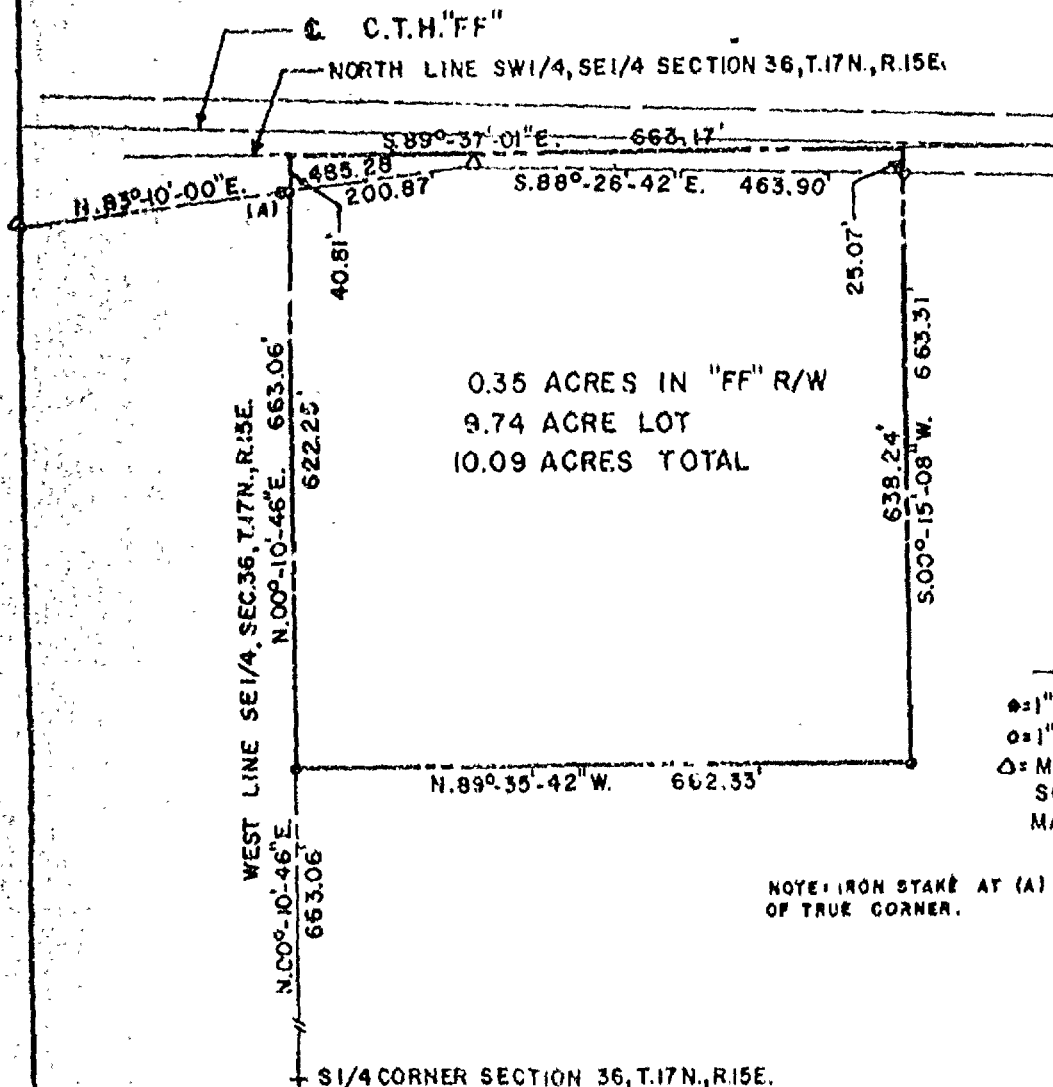 ℄ C.T.H."FF"
NORTH LINE SW1/4, SE1/4 SECTION 36, T.17N., R.15E.
S.89°-37'-01"E. 663.17'
N.83°-10'-00"E.
485.28'
200.87'
S.88°-26'-42"E. 463.90'
(A)
40.81'
25.07'
663.31'
S.00°-15'-08"W.
638.24'
0.35 ACRES IN "FF" R/W
9.74 ACRE LOT
10.09 ACRES TOTAL
WEST LINE SE1/4, SEC.36, T.17N., R.15E.
N.00°-10'-46"E. 663.06'
622.25'
N.89°-35'-42"W. 662.33'
N.00°-10'-46"E.
663.06'
=1"
O=1"
△= M
MA
NOTE: IRON STAKE AT (A)
OF TRUE CORNER.
S1/4 CORNER SECTION 36, T.17N., R.15E.